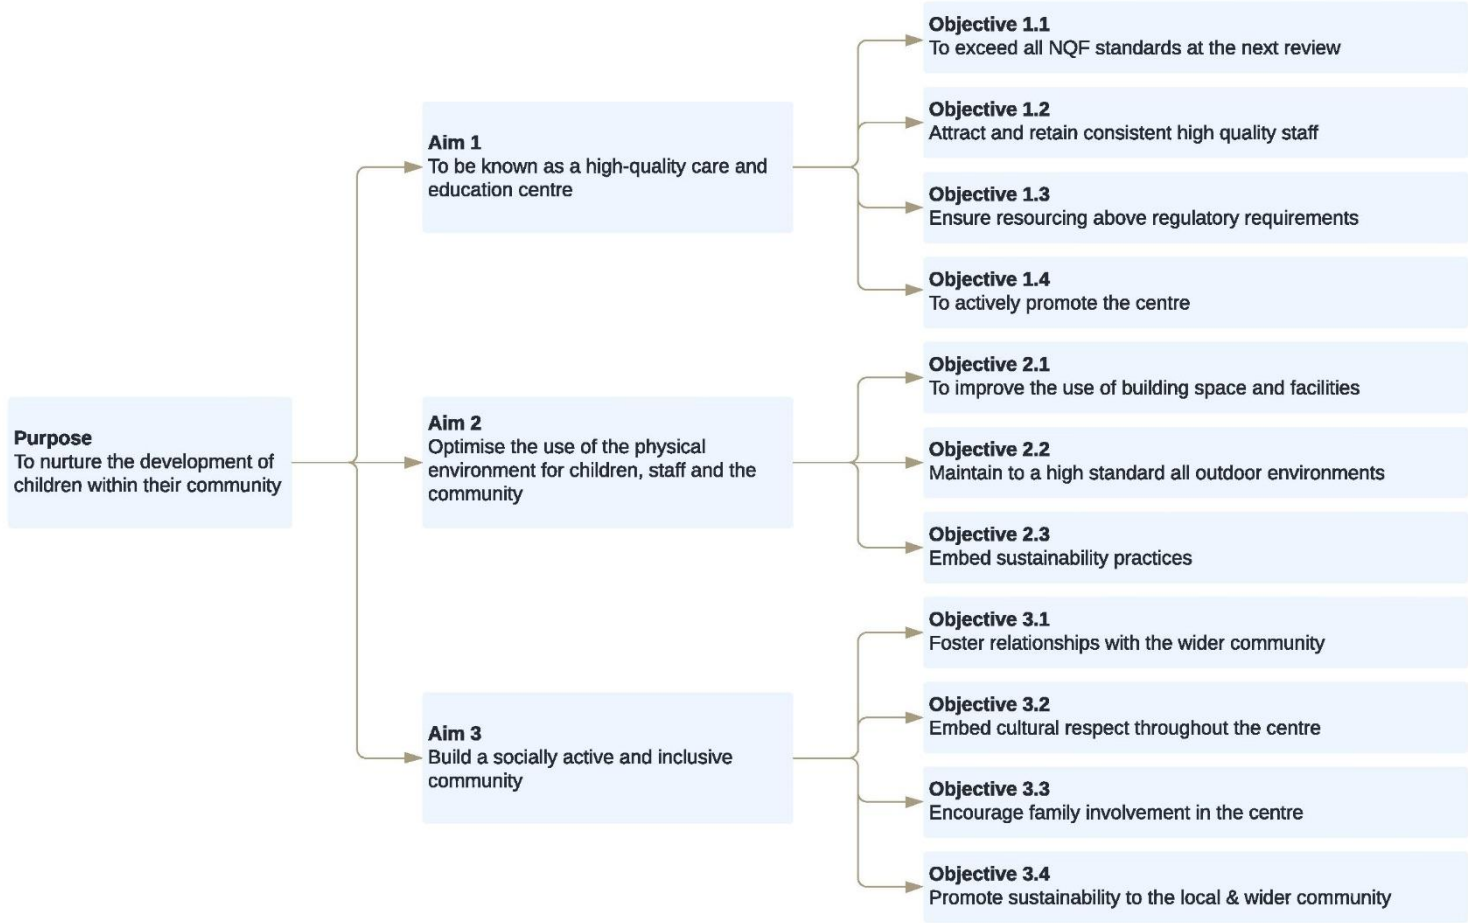 Purpose
To nurture the development of
children within their community
Aim 1
To be known as a high-quality care and
education centre
Objective 1.1
To exceed all NQF standards at the next review
Objective 1.2
Attract and retain consistent high quality staff
Objective 1.3
Ensure resourcing above regulatory requirements
Objective 1.4
To actively promote the centre
Aim 2
Optimise the use of the physical
environment for children, staff and the
community
Objective 2.1
To improve the use of building space and facilities
Objective 2.2
Maintain to a high standard all outdoor environments
Objective 2.3
Embed sustainability practices
Aim 3
Build a socially active and inclusive
community
Objective 3.1
Foster relationships with the wider community
Objective 3.2
Embed cultural respect throughout the centre
Objective 3.3
Encourage family involvement in the centre
Objective 3.4
Promote sustainability to the local & wider community